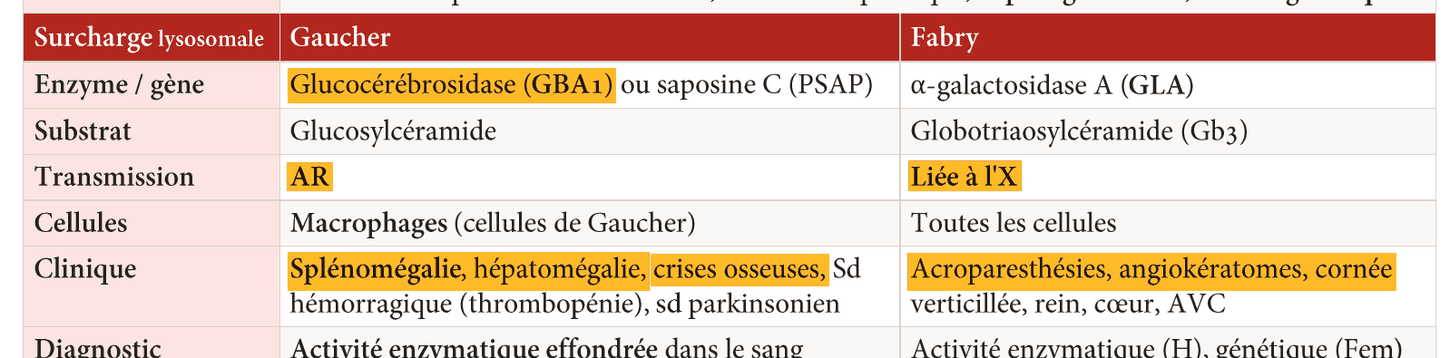 Surcharge lysosomale Gaucher Fabry
Enzyme / gène Glucocérébrosidase (GBA1) ou saposine C (PSAP) α-galactosidase A (GLA)
Substrat Glucosylcéramide Globotriaosylcéramide (Gb3)
Transmission AR Liée à l'X
Cellules Macrophages (cellules de Gaucher) Toutes les cellules
Clinique Splénomégalie, hépatomégalie, crises osseuses, Sd Acroparesthésies, angiokératomes, cornée
hémorragique (thrombopénie), sd parkinsonien verticillée, rein, cœur, AVC
Diagnostic Activité enzymatique effondrée dans le sang Activité enzymatique (H), génétique (Fem)